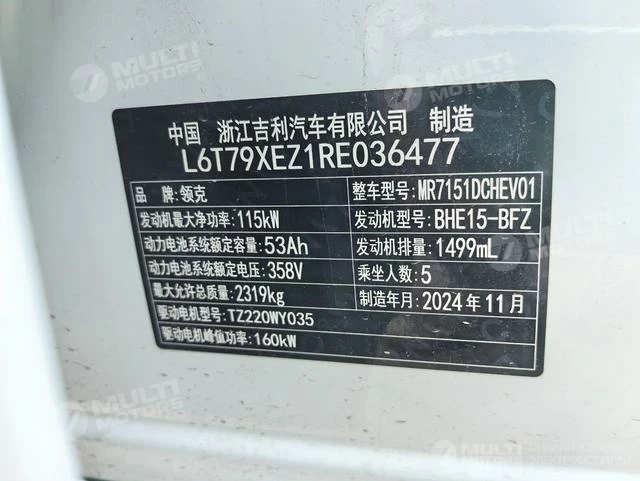 MULTI
MOTORS
中国 浙江吉利汽车有限公司 制造
L6T79XEZ1RE036477
品 牌:领克
整车型号:MR7151DCHEV01
发动机最大净功率:115kW
发动机型号:BHE15-BFZ
动力电池系统额定容量:53Ah
发动机排量:1499mL
动力电池系统额定电压:358V
乘坐人数:5
最大允许总质量:2319kg
制造年月:2024年11月
驱动电机型号:TZ220WY035
驱动电机峰值功率:160kW
MULTI
MOTORS
MULTI
MOTORS